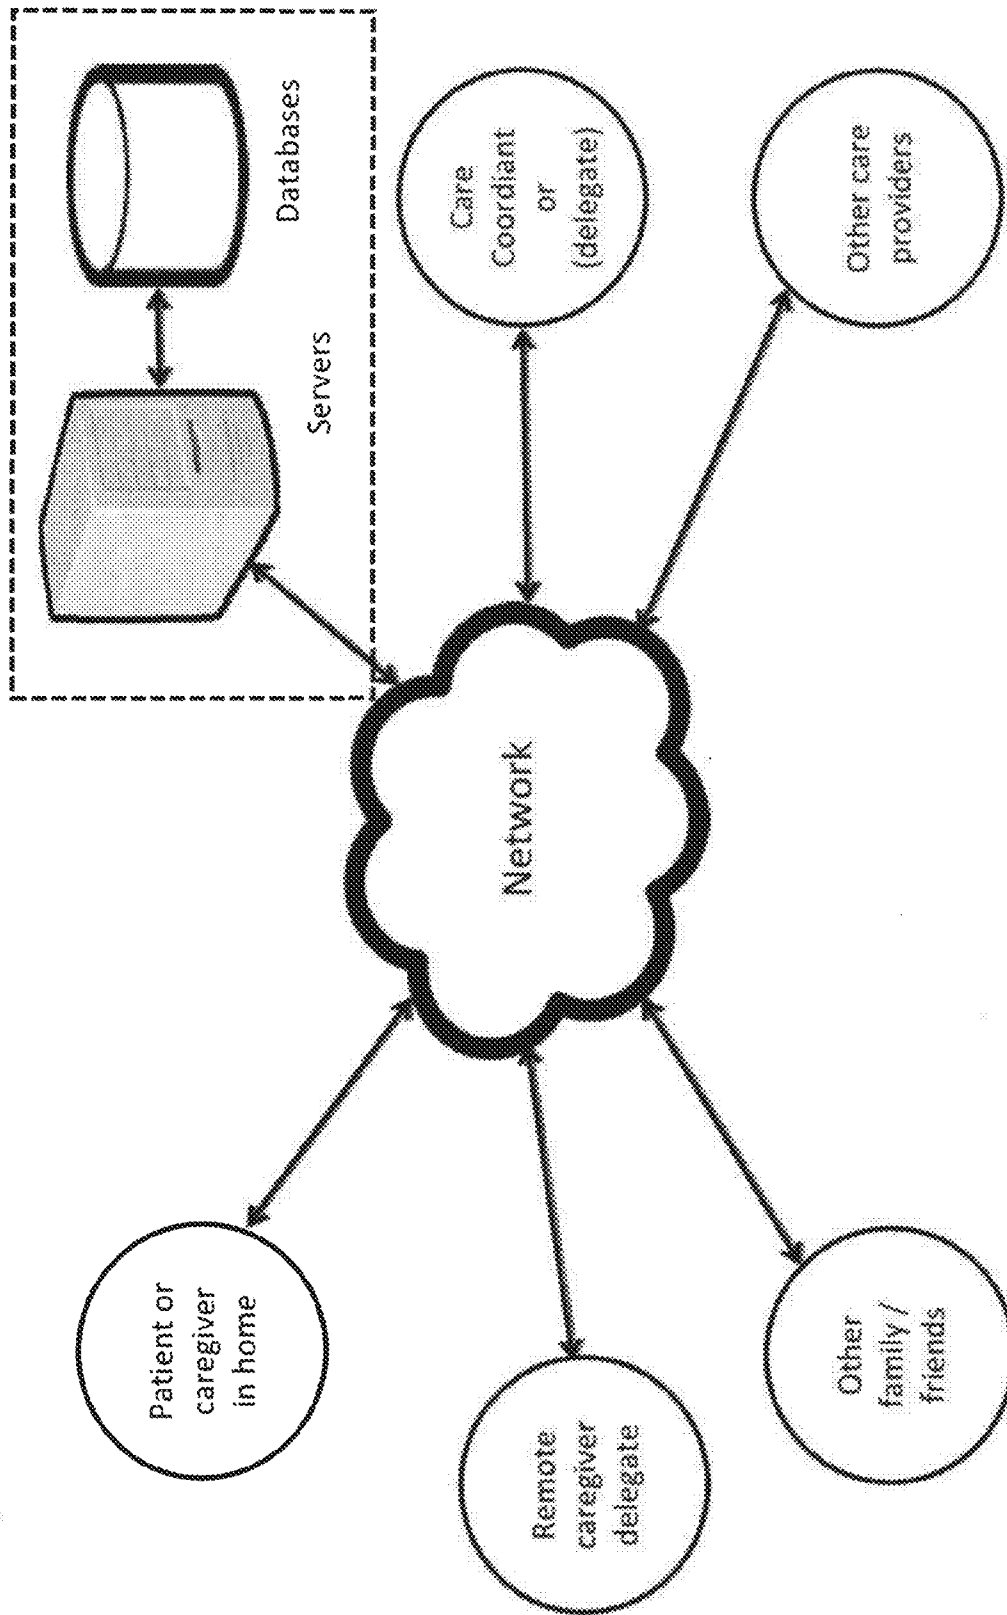 Patient or
caregiver
in home
Remote
caregiver
delegate
Other
family /
friends
Network
Servers
Databases
Care
Coordiant
or
(delegate)
Other care
providers